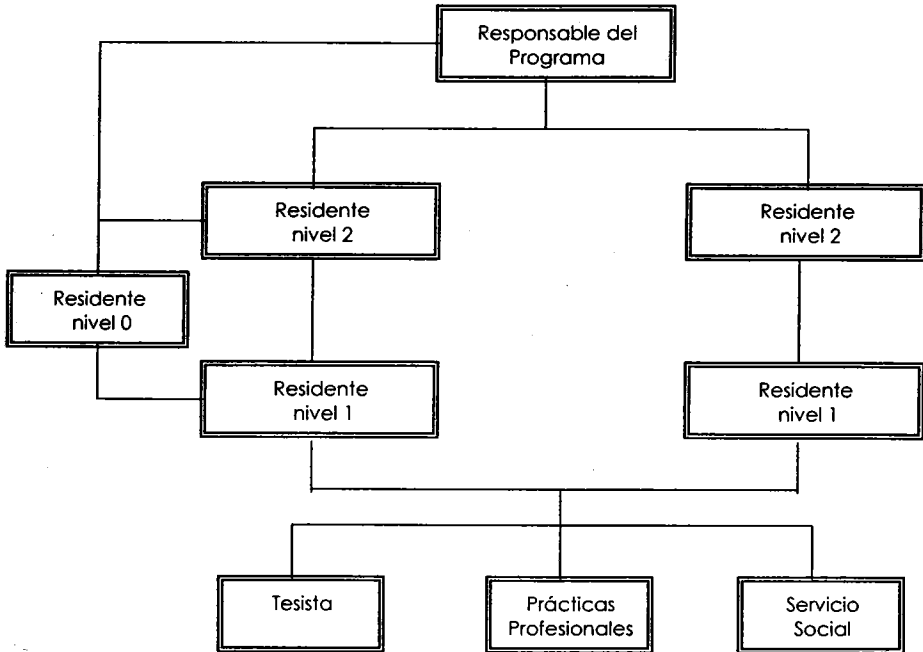 Responsable del
Programa
Residente
nivel 2
Residente
nivel 2
Residente
nivel 0
Residente
nivel 1
Residente
nivel 1
Tesista
Prácticas
Profesionales
Servicio
Social